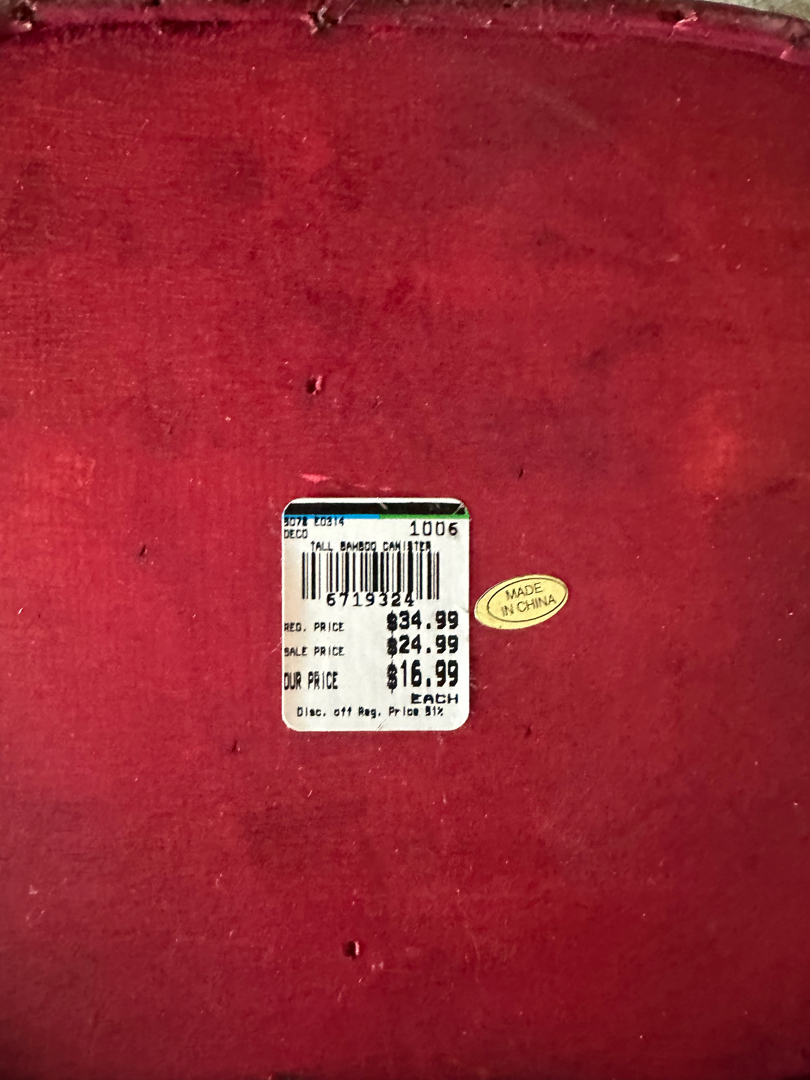 5078 E0314
1006
DECO
TALL BAMBOO CANISTER
6719324
REG. PRICE $34.99
SALE PRICE $24.99
OUR PRICE $16.99
EACH
Disc. off Reg. Price 51%
MADE
IN CHINA